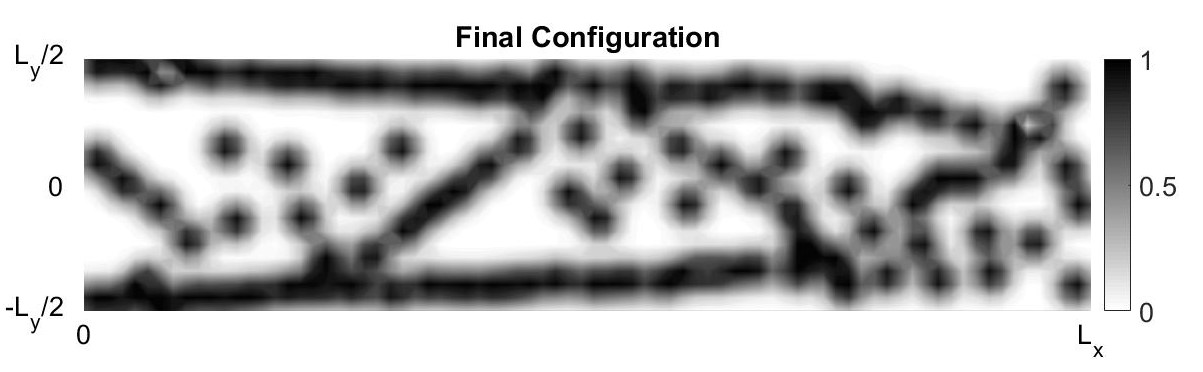 Final Configuration
L_y/2
0
-L_y/2
0
L_x
1
0.5
0